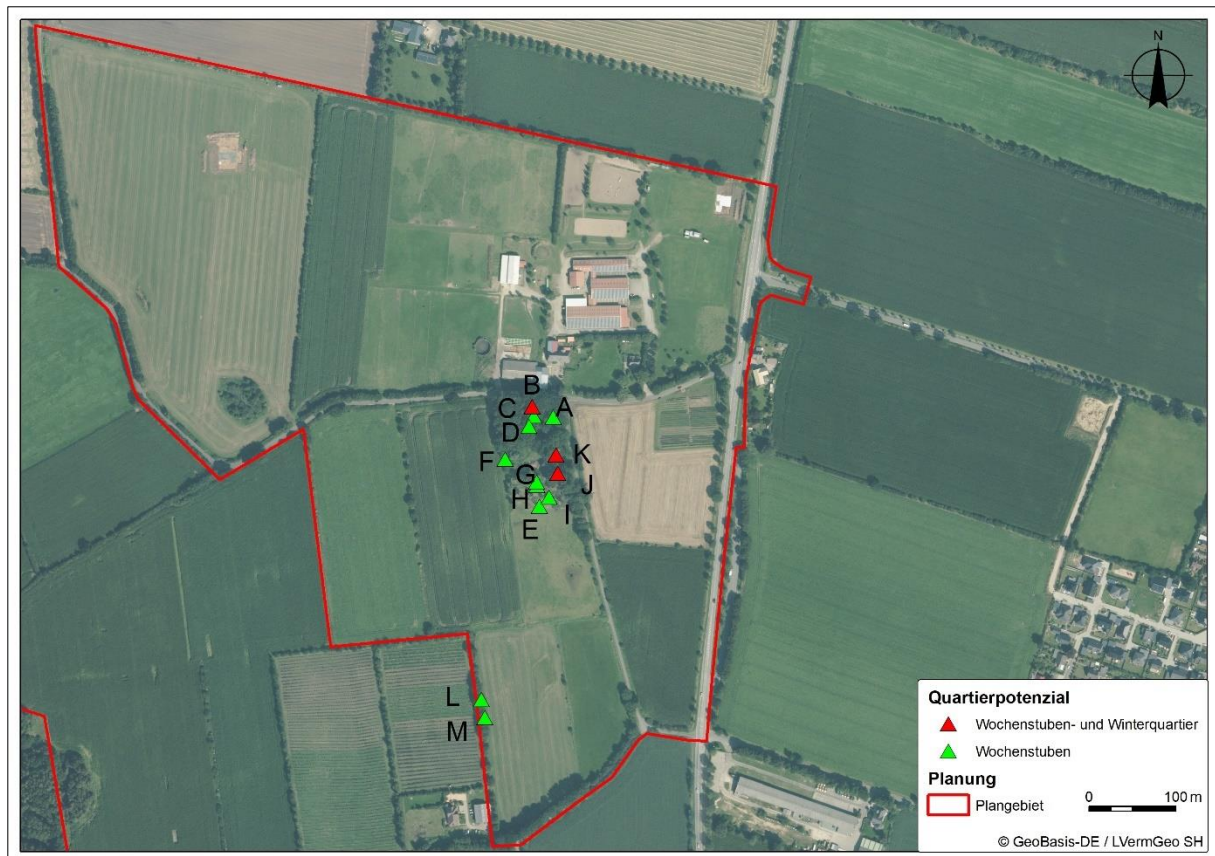 N
B
C
A
D
F
K
G
J
H
I
E
L
M
Quartierpotenzial
Wochenstuben- und Winterquartier
Wochenstuben
Planung
Plangebiet
0 100 m
© GeoBasis-DE / LVermGeo SH